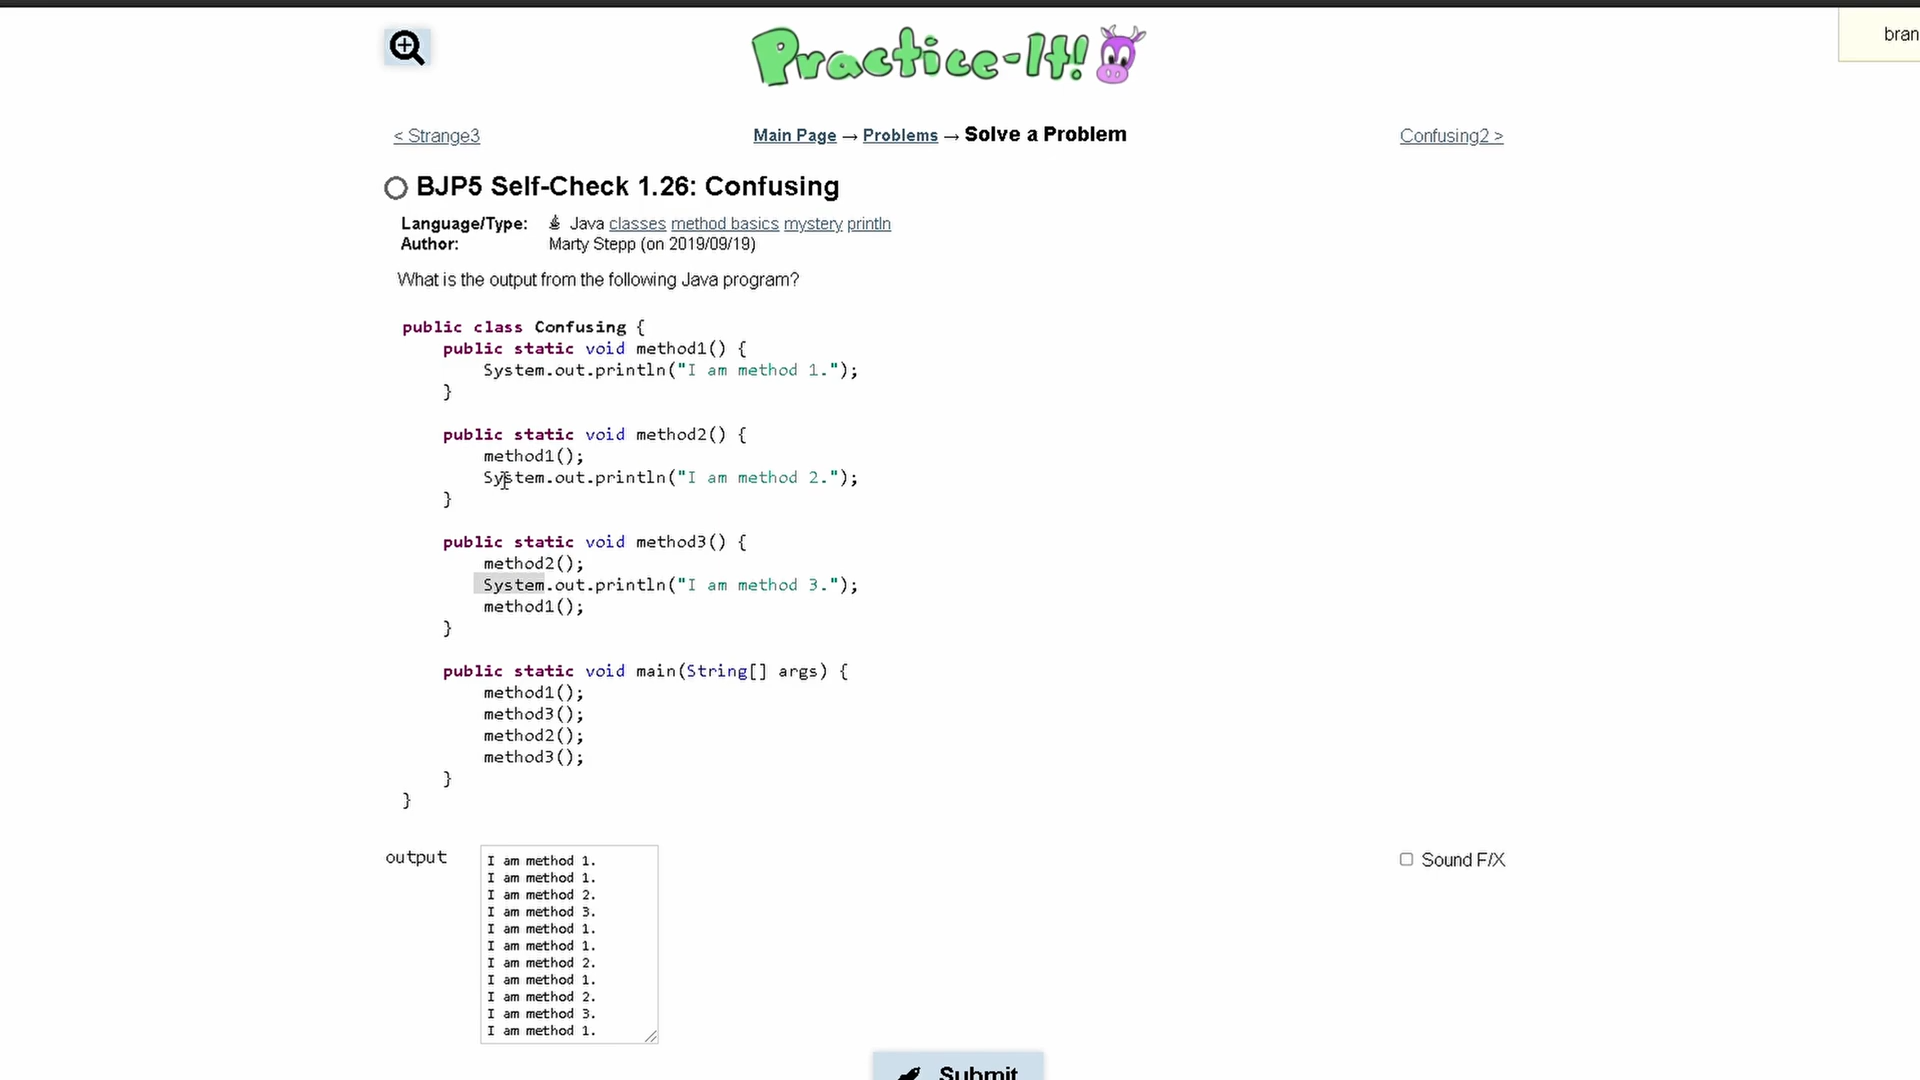 Practice-It!
bran
< Strange3
Main Page → Problems → Solve a Problem
Confusing2 >
BJP5 Self-Check 1.26: Confusing
Language/Type: Java classes method basics mystery println
Author: Marty Stepp (on 2019/09/19)
What is the output from the following Java program?
public class Confusing {
    public static void method1() {
        System.out.println("I am method 1.");
    }
    public static void method2() {
        method1();
        System.out.println("I am method 2.");
    }
    public static void method3() {
        method2();
        System.out.println("I am method 3.");
        method1();
    }
    public static void main(String[] args) {
        method1();
        method3();
        method2();
        method3();
    }
}
output
I am method 1.
I am method 1.
I am method 2.
I am method 3.
I am method 1.
I am method 1.
I am method 2.
I am method 1.
I am method 2.
I am method 3.
I am method 1.
Sound F/X
Submit